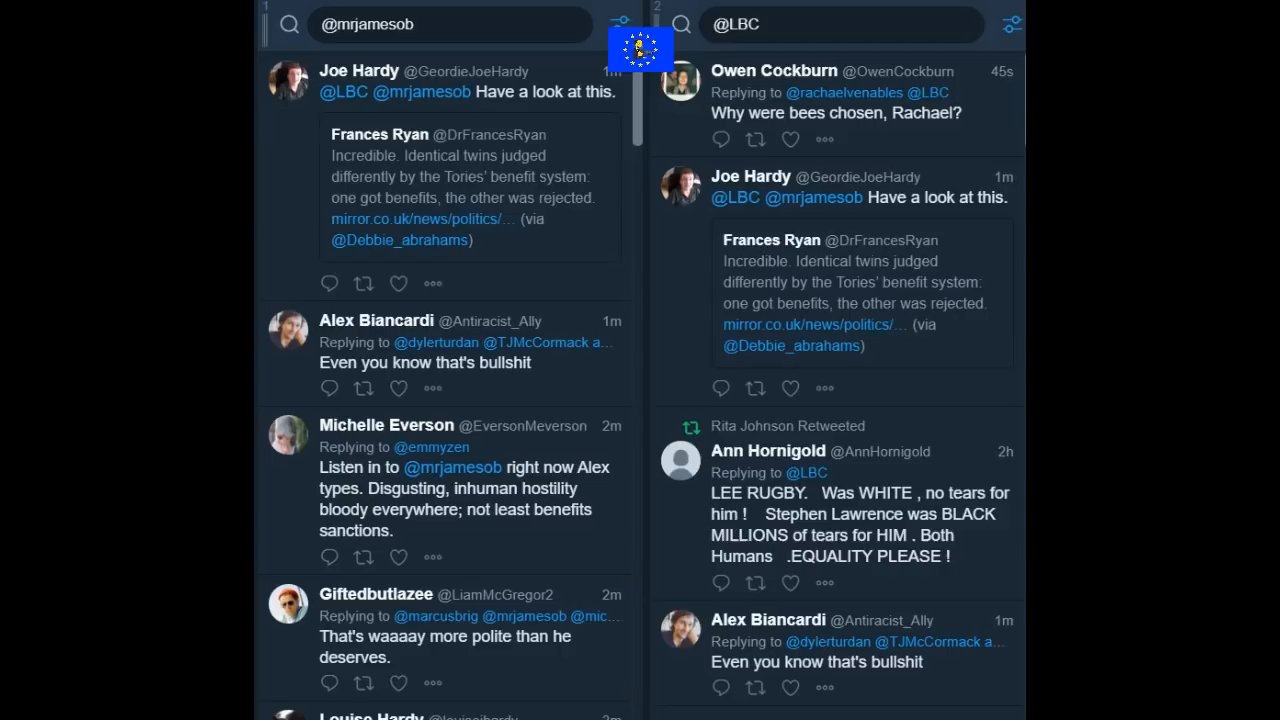 1
@mrjamesob
Joe Hardy @GeordieJoeHardy 1m
@LBC @mrjamesob Have a look at this.
Frances Ryan @DrFrancesRyan
Incredible. Identical twins judged
differently by the Tories' benefit system:
one got benefits, the other was rejected.
mirror.co.uk/news/politics/... (via
@Debbie_abrahams)
Alex Biancardi @Antiracist_Ally 1m
Replying to @dylerturdan @TJMcCormack a...
Even you know that's bullshit
Michelle Everson @EversonMeverson 2m
Replying to @emmyzen
Listen in to @mrjamesob right now Alex
types. Disgusting, inhuman hostility
bloody everywhere; not least benefits
sanctions.
Giftedbutlazee @LiamMcGregor2 2m
Replying to @marcusbrig @mrjamesob @mic...
That's waaaay more polite than he
deserves.
Louise Hardy @louisejhardy 2m
2
@LBC
Owen Cockburn @OwenCockburn 45s
Replying to @rachaelvenables @LBC
Why were bees chosen, Rachael?
Joe Hardy @GeordieJoeHardy 1m
@LBC @mrjamesob Have a look at this.
Frances Ryan @DrFrancesRyan
Incredible. Identical twins judged
differently by the Tories' benefit system:
one got benefits, the other was rejected.
mirror.co.uk/news/politics/... (via
@Debbie_abrahams)
Rita Johnson Retweeted
Ann Hornigold @AnnHornigold 2h
Replying to @LBC
LEE RUGBY. Was WHITE , no tears for
him ! Stephen Lawrence was BLACK
MILLIONS of tears for HIM . Both
Humans .EQUALITY PLEASE !
Alex Biancardi @Antiracist_Ally 1m
Replying to @dylerturdan @TJMcCormack a...
Even you know that's bullshit